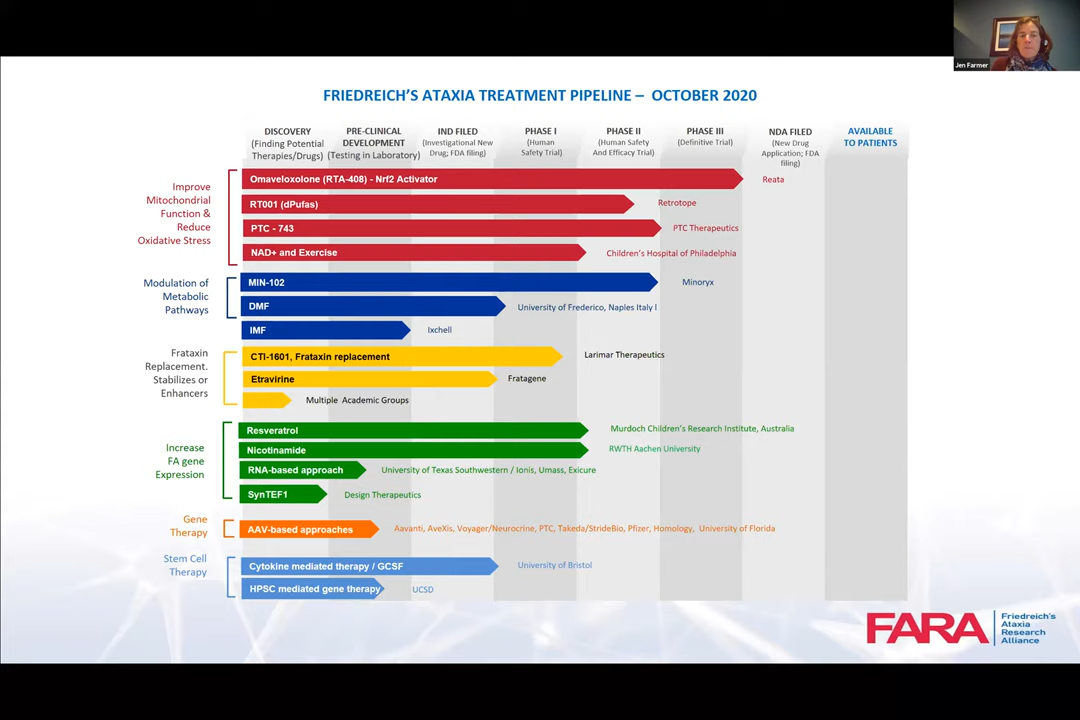 Jen Farmer
FRIEDREICH'S ATAXIA TREATMENT PIPELINE – OCTOBER 2020
DISCOVERY
(Finding Potential
Therapies/Drugs)
PRE-CLINICAL
DEVELOPMENT
(Testing in Laboratory)
IND FILED
(Investigational New
Drug; FDA filing)
PHASE I
(Human
Safety Trial)
PHASE II
(Human Safety
And Efficacy Trial)
PHASE III
(Definitive Trial)
NDA FILED
(New Drug
Application; FDA
filing)
AVAILABLE
TO PATIENTS
Improve
Mitochondrial
Function &
Reduce
Oxidative Stress
Omaveloxolone (RTA-408) - Nrf2 Activator
Reata
RT001 (dPufas)
Retrotope
PTC - 743
PTC Therapeutics
NAD+ and Exercise
Children's Hospital of Philadelphia
Modulation of
Metabolic
Pathways
MIN-102
Minoryx
DMF
University of Frederico, Naples Italy l
IMF
Ixchell
Frataxin
Replacement.
Stabilizes or
Enhancers
CTI-1601, Frataxin replacement
Larimar Therapeutics
Etravirine
Fratagene
Multiple Academic Groups
Increase
FA gene
Expression
Resveratrol
Murdoch Children's Research Institute, Australia
Nicotinamide
RWTH Aachen University
RNA-based approach
University of Texas Southwestern / Ionis, Umass, Exicure
SynTEF1
Design Therapeutics
Gene
Therapy
AAV-based approaches
Aavanti, AveXis, Voyager/Neurocrine, PTC, Takeda/StrideBio, Pfizer, Homology, University of Florida
Stem Cell
Therapy
Cytokine mediated therapy / GCSF
University of Bristol
HPSC mediated gene therapy
UCSD
FARA
Friedreich's
Ataxia
Research
Alliance